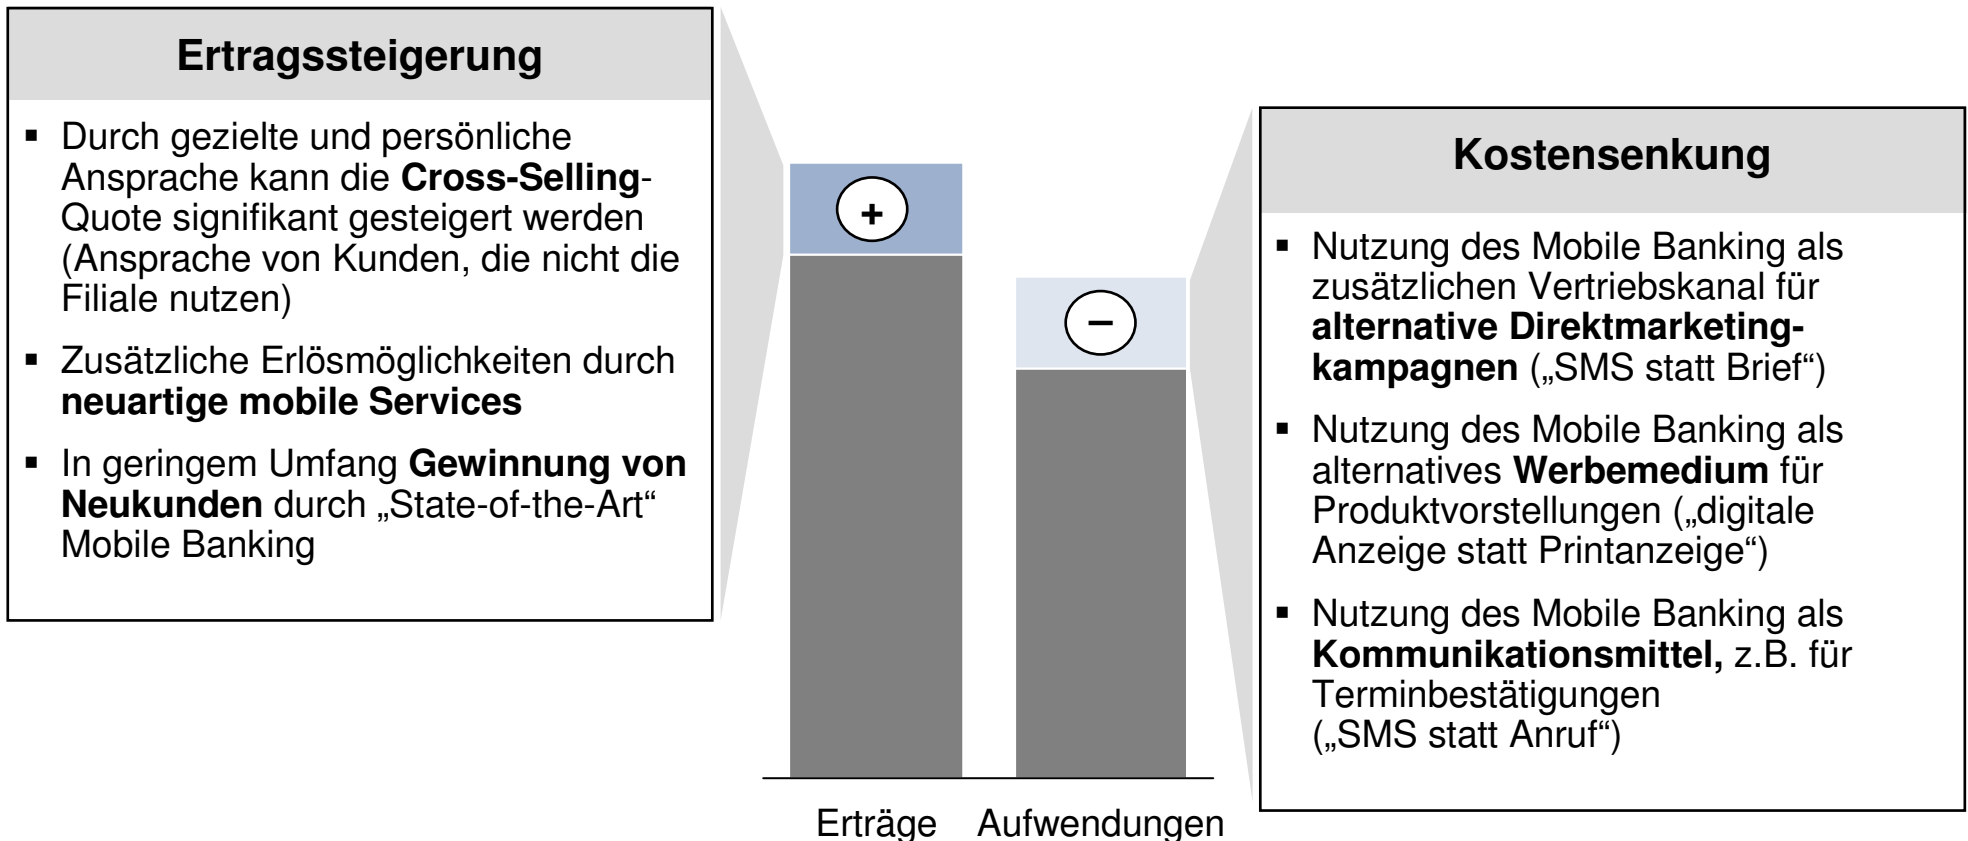 Ertragssteigerung
▪ Durch gezielte und persönliche
Ansprache kann die Cross-Selling-
Quote signifikant gesteigert werden
(Ansprache von Kunden, die nicht die
Filiale nutzen)
▪ Zusätzliche Erlösmöglichkeiten durch
neuartige mobile Services
▪ In geringem Umfang Gewinnung von
Neukunden durch „State-of-the-Art“
Mobile Banking
+
–
Erträge
Aufwendungen
Kostensenkung
▪ Nutzung des Mobile Banking als
zusätzlichen Vertriebskanal für
alternative Direktmarketing-
kampagnen („SMS statt Brief“)
▪ Nutzung des Mobile Banking als
alternatives Werbemedium für
Produktvorstellungen („digitale
Anzeige statt Printanzeige“)
▪ Nutzung des Mobile Banking als
Kommunikationsmittel, z.B. für
Terminbestätigungen
(„SMS statt Anruf“)